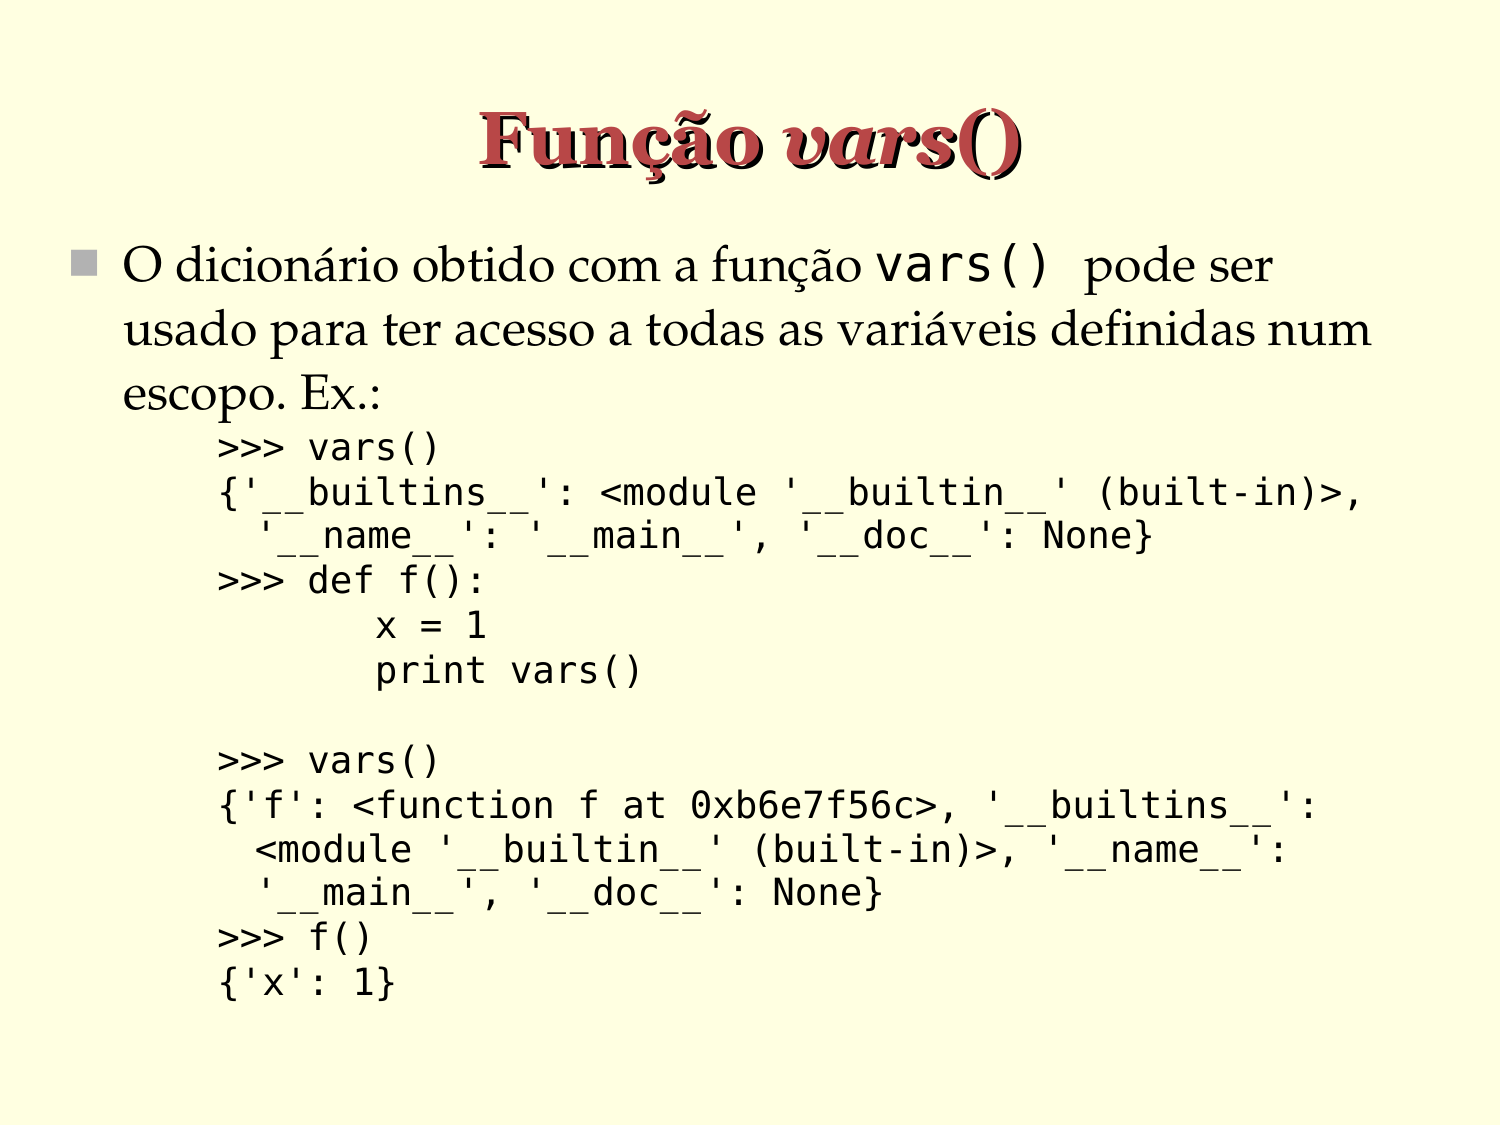 Função vars()
O dicionário obtido com a função vars() pode ser
usado para ter acesso a todas as variáveis definidas num
escopo. Ex.:
>>> vars()
{'__builtins__': <module '__builtin__' (built-in)>,
'__name__': '__main__', '__doc__': None}
>>> def f():
x = 1
print vars()
>>> vars()
{'f': <function f at 0xb6e7f56c>, '__builtins__':
<module '__builtin__' (built-in)>, '__name__':
'__main__', '__doc__': None}
>>> f()
{'x': 1}